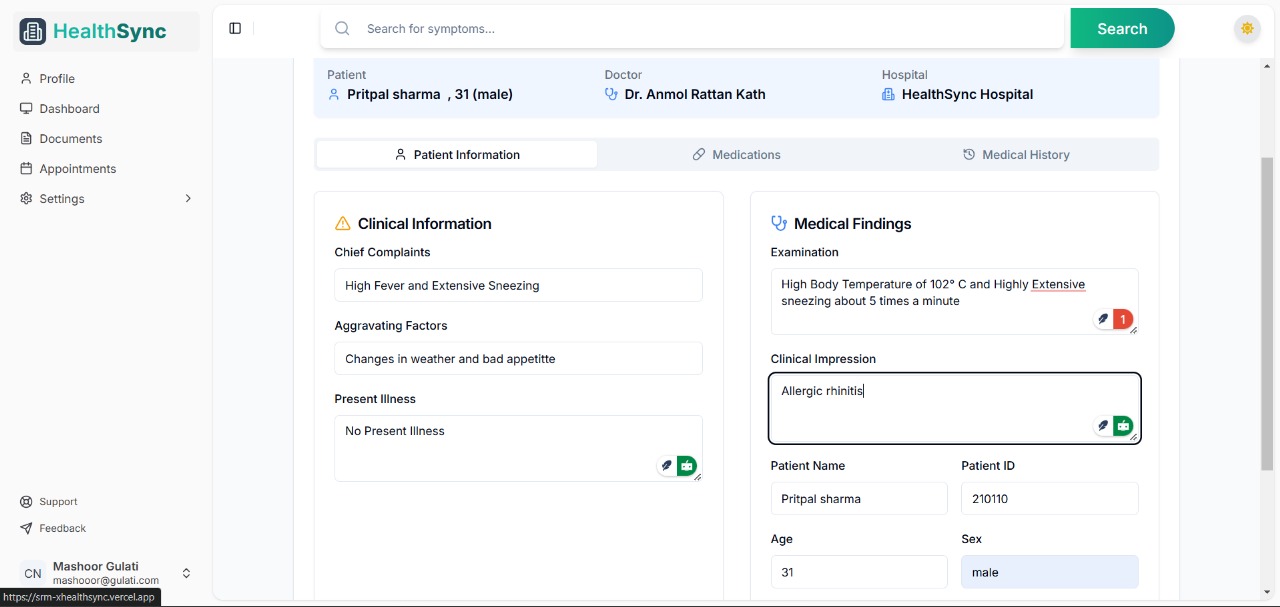 HealthSync
Search for symptoms...
Search
Profile
Dashboard
Documents
Appointments
Settings
Support
Feedback
CN
Mashoor Gulati
mashooor@gulati.com
https://srm-xhealthsync.vercel.app
Patient
Pritpal sharma , 31 (male)
Doctor
Dr. Anmol Rattan Kath
Hospital
HealthSync Hospital
Patient Information
Medications
Medical History
Clinical Information
Chief Complaints
High Fever and Extensive Sneezing
Aggravating Factors
Changes in weather and bad appetitte
Present Illness
No Present Illness
Medical Findings
Examination
High Body Temperature of 102° C and Highly Extensive
sneezing about 5 times a minute
1
Clinical Impression
Allergic rhinitis
Patient Name
Patient ID
Pritpal sharma
210110
Age
Sex
31
male